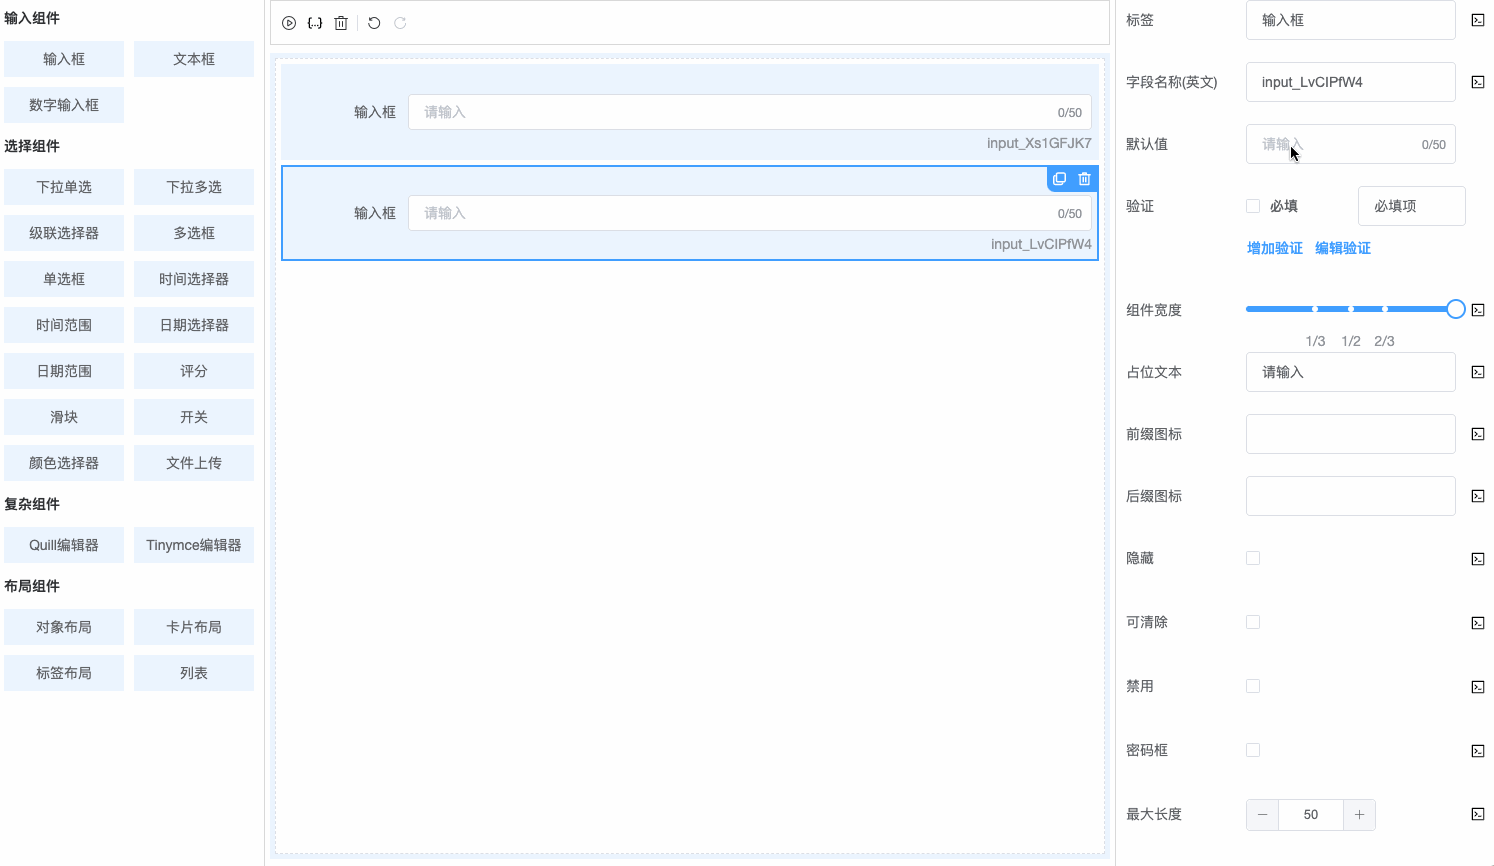 输入组件
输入框 文本框
数字输入框
选择组件
下拉单选 下拉多选
级联选择器 多选框
单选框 时间选择器
时间范围 日期选择器
日期范围 评分
滑块 开关
颜色选择器 文件上传
复杂组件
Quill编辑器 Tinymce编辑器
布局组件
对象布局 卡片布局
标签布局 列表
{..}
输入框 请输入 0/50
input_Xs1GFJK7
输入框 请输入 0/50
input_LvCIPfW4
标签 输入框
字段名称(英文) input_LvCIPfW4
默认值 请输入 0/50
验证 必填 必填项
增加验证 编辑验证
组件宽度
1/3 1/2 2/3
占位文本 请输入
前缀图标
后缀图标
隐藏
可清除
禁用
密码框
最大长度 50